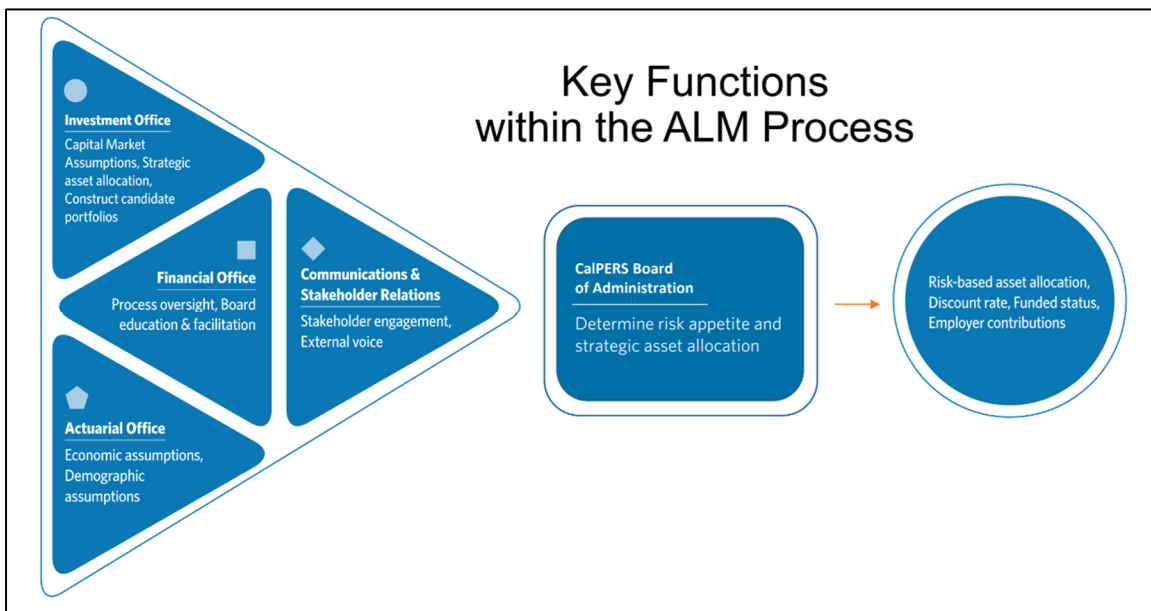 Key Functions
within the ALM Process
Investment Office
Capital Market
Assumptions, Strategic
asset allocation,
Construct candidate
portfolios
Financial Office
Process oversight, Board
education & facilitation
Communications &
Stakeholder Relations
Stakeholder engagement,
External voice
Actuarial Office
Economic assumptions,
Demographic
assumptions
CalPERS Board
of Administration
Determine risk appetite and
strategic asset allocation
Risk-based asset allocation,
Discount rate, Funded status,
Employer contributions